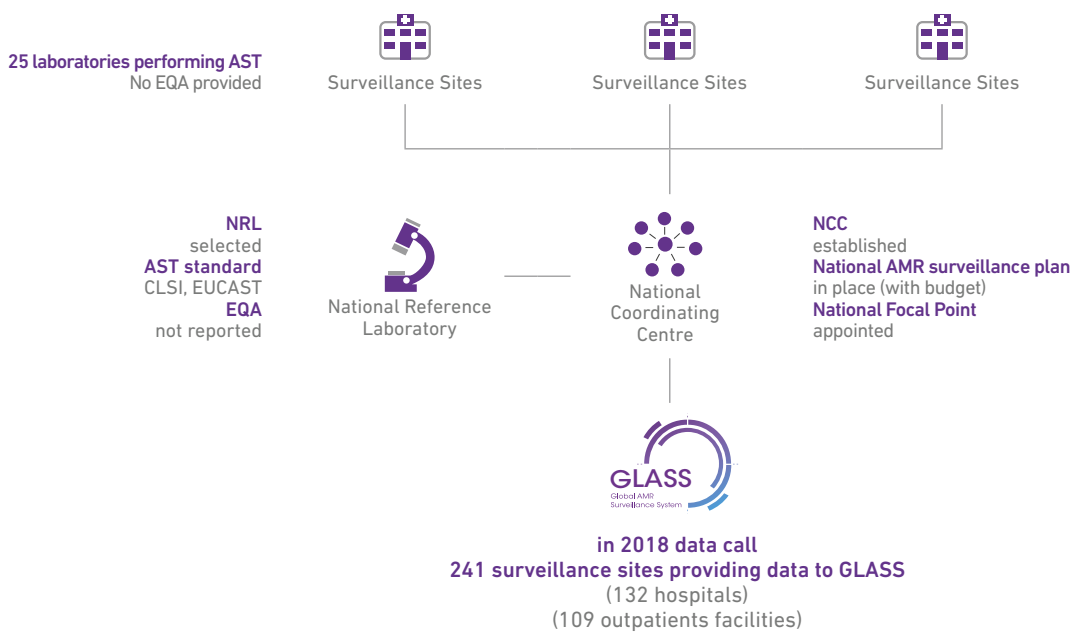 25 laboratories performing AST
No EQA provided
Surveillance Sites
Surveillance Sites
Surveillance Sites
NRL
selected
AST standard
CLSI, EUCAST
EQA
not reported
National Reference
Laboratory
National
Coordinating
Centre
NCC
established
National AMR surveillance plan
in place (with budget)
National Focal Point
appointed
GLASS
Global AMR
Surveillance System
in 2018 data call
241 surveillance sites providing data to GLASS
(132 hospitals)
(109 outpatients facilities)